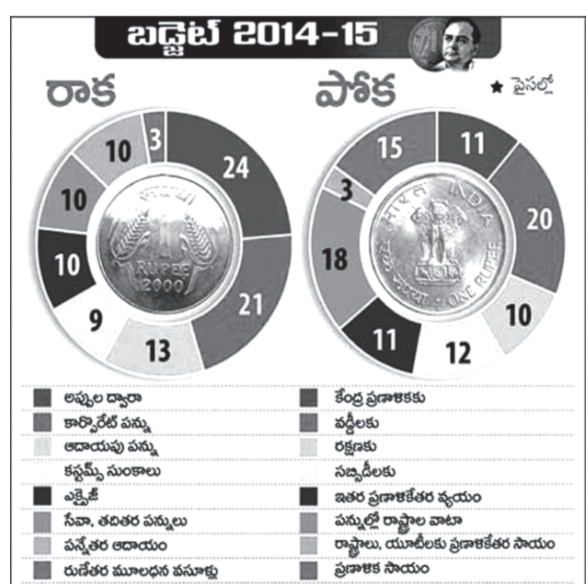 బడ్జెట్ 2014-15
రాక
పోక
★ పైసల్లో
3
24
10
10
21
10
9
13
RUPEE
2000
15
11
3
20
18
10
11
12
भारत INDIA
ONE RUPEE
అప్పుల ద్వారా
కార్పొరేట్ పన్ను
ఆదాయపు పన్ను
కస్టమ్స్ సుంకాలు
ఎక్సైజ్
సేవా, తదితర పన్నులు
పన్నేతర ఆదాయం
రుణేతర మూలధన వసూళ్లు
కేంద్ర ప్రణాళికకు
వడ్డీలకు
రక్షణకు
సబ్సిడీలకు
ఇతర ప్రణాళికేతర వ్యయం
పన్నుల్లో రాష్ట్రాల వాటా
రాష్ట్రాలు, యూటీలకు ప్రణాళికేతర సాయం
ప్రణాళిక సాయం